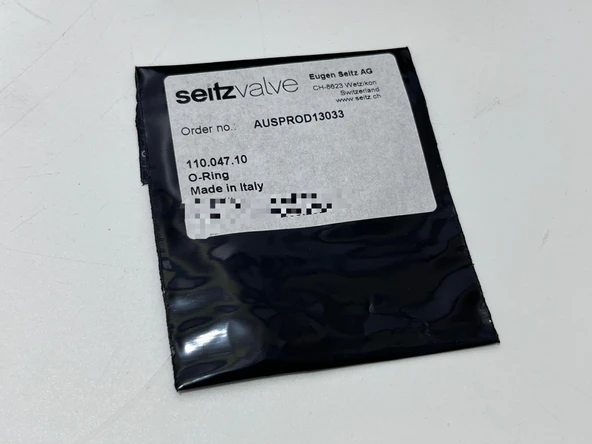 seitzvalve
Eugen Seitz AG
CH-8623 Wetzikon
Switzerland
www.seitz.ch
Order no.: AUSPROD13033
110.047.10
O-Ring
Made in Italy